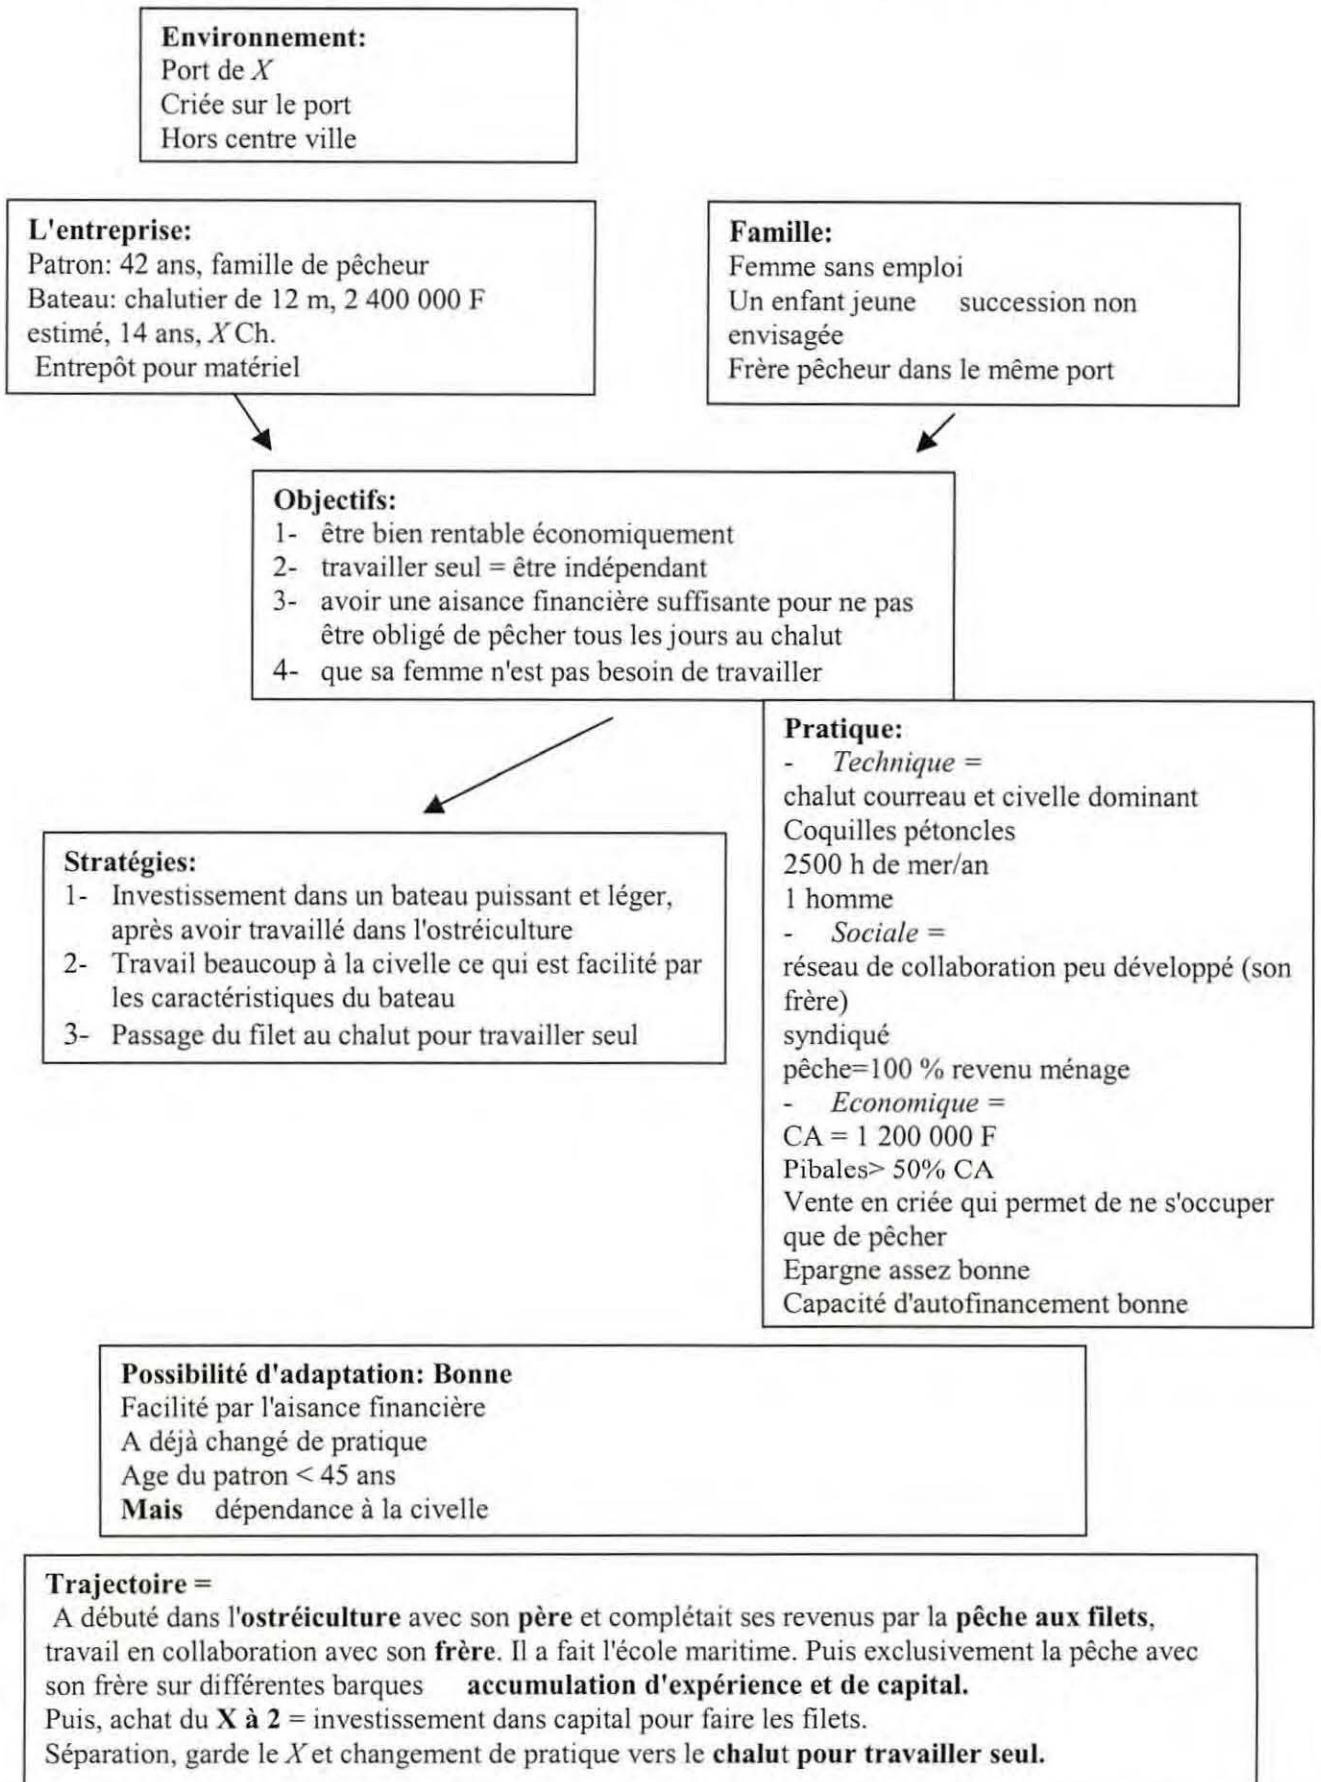 Environnement:
Port de X
Criée sur le port
Hors centre ville
L'entreprise:
Patron: 42 ans, famille de pêcheur
Bateau: chalutier de 12 m, 2 400 000 F
estimé, 14 ans, X Ch.
Entrepôt pour matériel
Famille:
Femme sans emploi
Un enfant jeune succession non
envisagée
Frère pêcheur dans le même port
Objectifs:
1- être bien rentable économiquement
2- travailler seul = être indépendant
3- avoir une aisance financière suffisante pour ne pas
être obligé de pêcher tous les jours au chalut
4- que sa femme n'est pas besoin de travailler
Stratégies:
1- Investissement dans un bateau puissant et léger,
après avoir travaillé dans l'ostréiculture
2- Travail beaucoup à la civelle ce qui est facilité par
les caractéristiques du bateau
3- Passage du filet au chalut pour travailler seul
Pratique:
- Technique =
chalut courreau et civelle dominant
Coquilles pétoncles
2500 h de mer/an
1 homme
- Sociale =
réseau de collaboration peu développé (son
frère)
syndiqué
pêche=100 % revenu ménage
- Economique =
CA = 1 200 000 F
Pibales> 50% CA
Vente en criée qui permet de ne s'occuper
que de pêcher
Epargne assez bonne
Capacité d'autofinancement bonne
Possibilité d'adaptation: Bonne
Facilité par l'aisance financière
A déjà changé de pratique
Age du patron < 45 ans
Mais dépendance à la civelle
Trajectoire =
A débuté dans l'ostréiculture avec son père et complétait ses revenus par la pêche aux filets,
travail en collaboration avec son frère. Il a fait l'école maritime. Puis exclusivement la pêche avec
son frère sur différentes barques accumulation d'expérience et de capital.
Puis, achat du X à 2 = investissement dans capital pour faire les filets.
Séparation, garde le X et changement de pratique vers le chalut pour travailler seul.